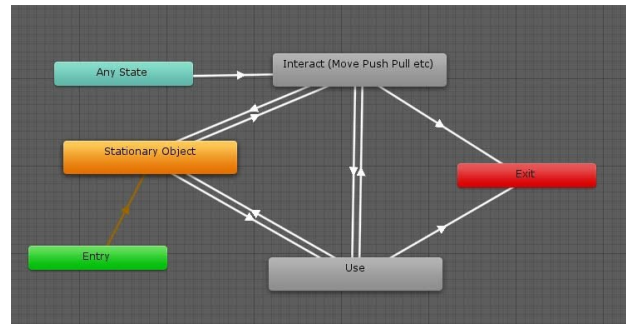 Interact (Move Push Pull etc)
Any State
Stationary Object
Exit
Entry
Use